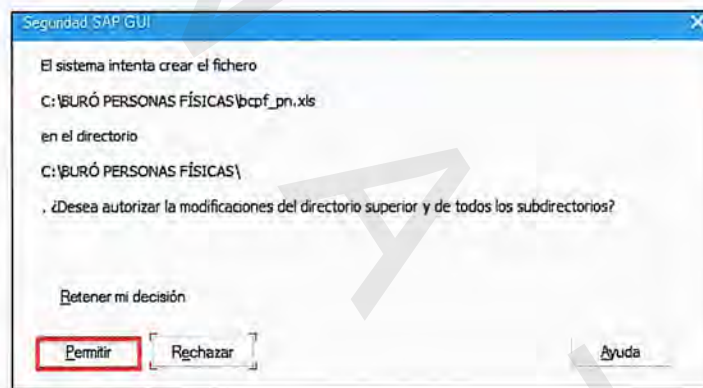 Seguridad SAP GUI
El sistema intenta crear el fichero
C:\BURÓ PERSONAS FÍSICAS\bcpf_pn.xls
en el directorio
C:\BURÓ PERSONAS FÍSICAS\
. ¿Desea autorizar la modificaciones del directorio superior y de todos los subdirectorios?
Retener mi decisión
Permitir Rechazar Ayuda